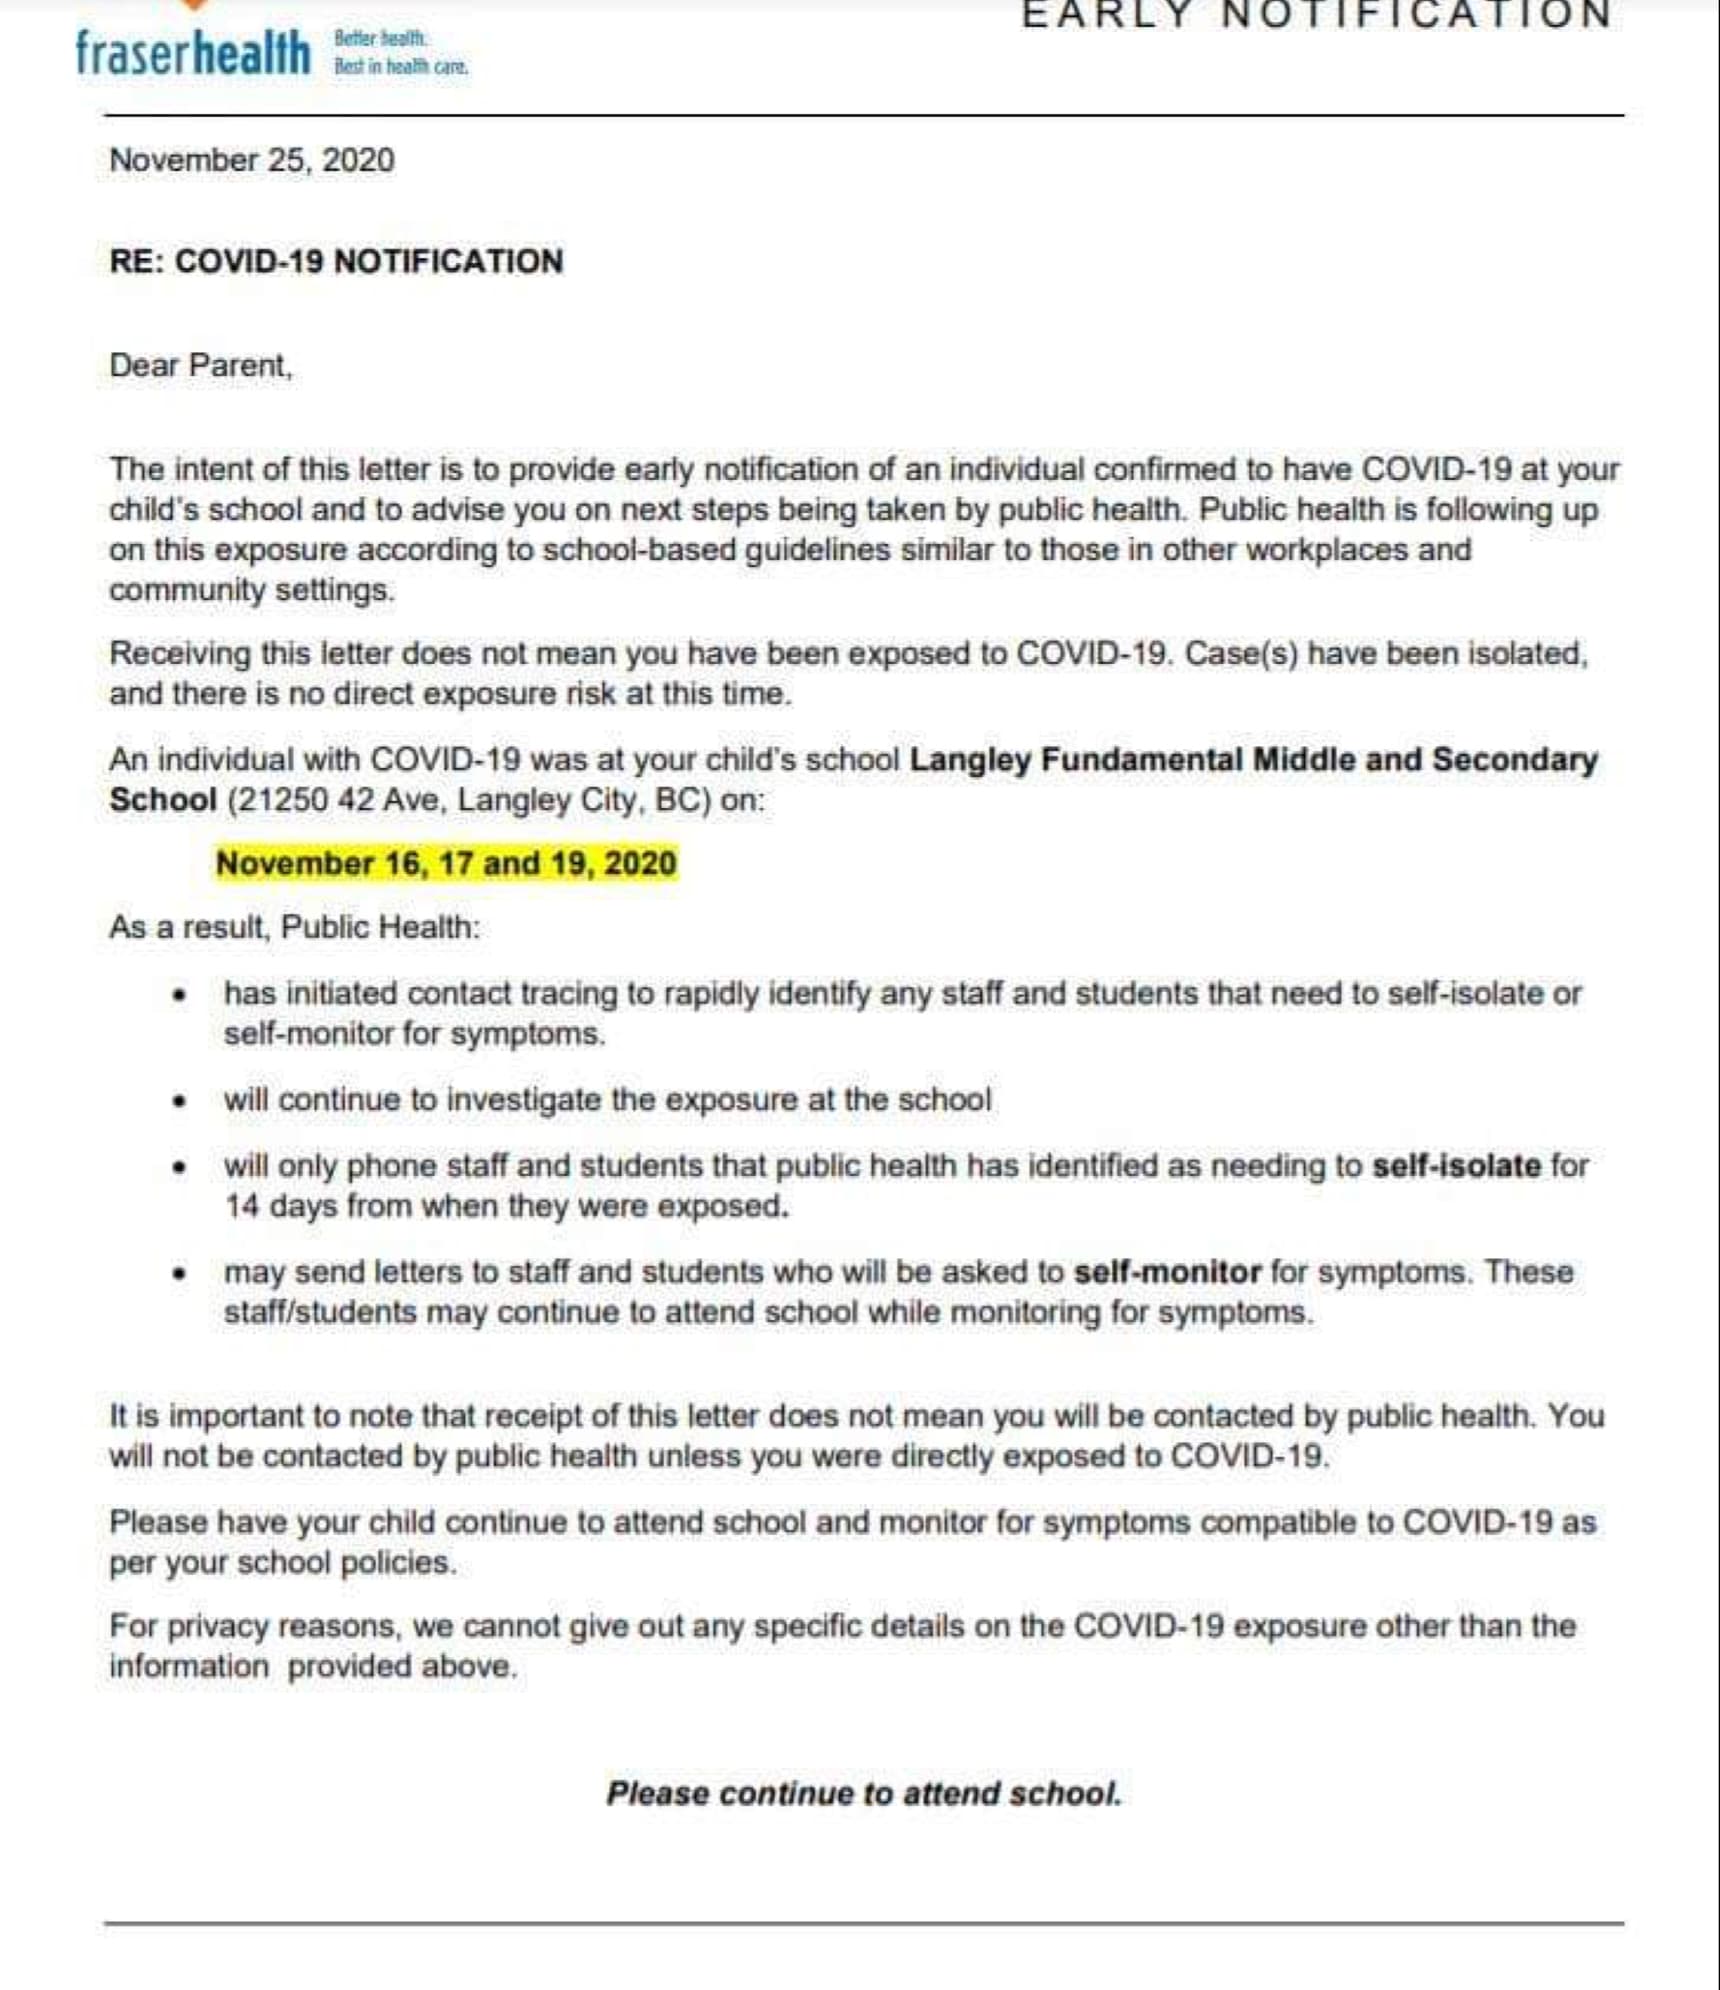 EARLY NOTIFICATION
fraserhealth
Better health.
Best in health care.
November 25, 2020
RE: COVID-19 NOTIFICATION
Dear Parent,
The intent of this letter is to provide early notification of an individual confirmed to have COVID-19 at your
child's school and to advise you on next steps being taken by public health. Public health is following up
on this exposure according to school-based guidelines similar to those in other workplaces and
community settings.
Receiving this letter does not mean you have been exposed to COVID-19. Case(s) have been isolated,
and there is no direct exposure risk at this time.
An individual with COVID-19 was at your child's school Langley Fundamental Middle and Secondary
School (21250 42 Ave, Langley City, BC) on:
November 16, 17 and 19, 2020
As a result, Public Health:
• has initiated contact tracing to rapidly identify any staff and students that need to self-isolate or
self-monitor for symptoms.
• will continue to investigate the exposure at the school
• will only phone staff and students that public health has identified as needing to self-isolate for
14 days from when they were exposed.
• may send letters to staff and students who will be asked to self-monitor for symptoms. These
staff/students may continue to attend school while monitoring for symptoms.
It is important to note that receipt of this letter does not mean you will be contacted by public health. You
will not be contacted by public health unless you were directly exposed to COVID-19.
Please have your child continue to attend school and monitor for symptoms compatible to COVID-19 as
per your school policies.
For privacy reasons, we cannot give out any specific details on the COVID-19 exposure other than the
information provided above.
Please continue to attend school.